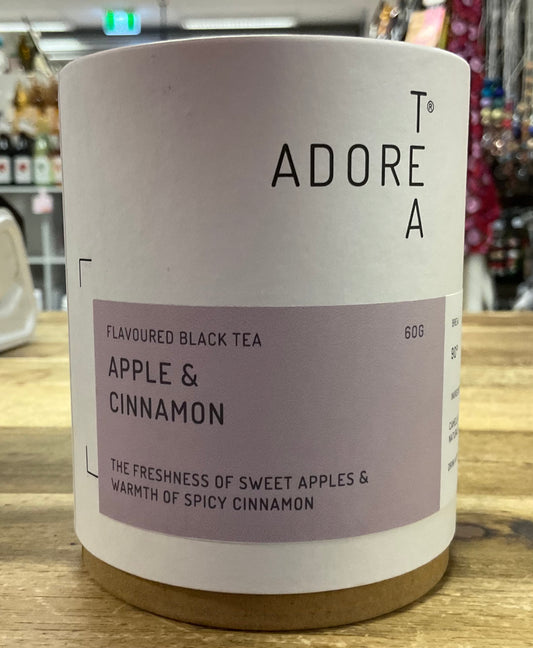 T®
ADORE
A
FLAVOURED BLACK TEA
60G
APPLE &
CINNAMON
THE FRESHNESS OF SWEET APPLES &
WARMTH OF SPICY CINNAMON